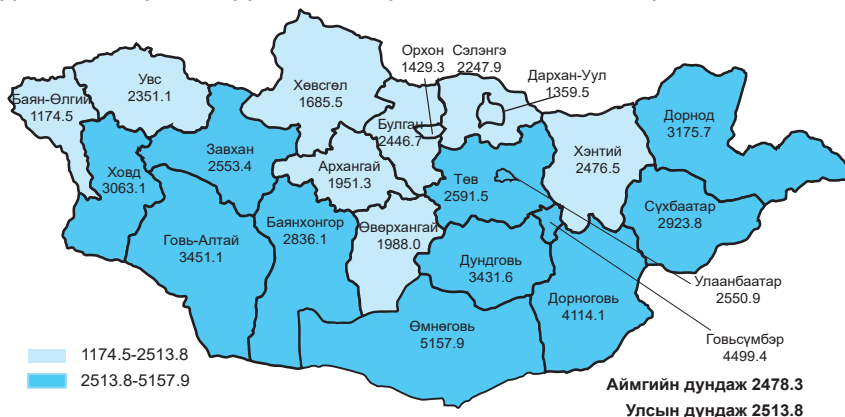 Орхон
1429.3
Сэлэнгэ
2247.9
Дархан-Уул
1359.5
Увс
2351.1
Хөвсгөл
1685.5
Баян-Өлгий
1174.5
Булган
2446.7
Дорнод
3175.7
Ховд
3063.1
Завхан
2553.4
Архангай
1951.3
Төв
2591.5
Хэнтий
2476.5
Сүхбаатар
2923.8
Говь-Алтай
3451.1
Баянхонгор
2836.1
Өвөрхангай
1988.0
Дундговь
3431.6
Улаанбаатар
2550.9
Дорноговь
4114.1
Өмнөговь
5157.9
Говьсүмбэр
4499.4
1174.5-2513.8
2513.8-5157.9
Аймгийн дундаж 2478.3
Улсын дундаж 2513.8